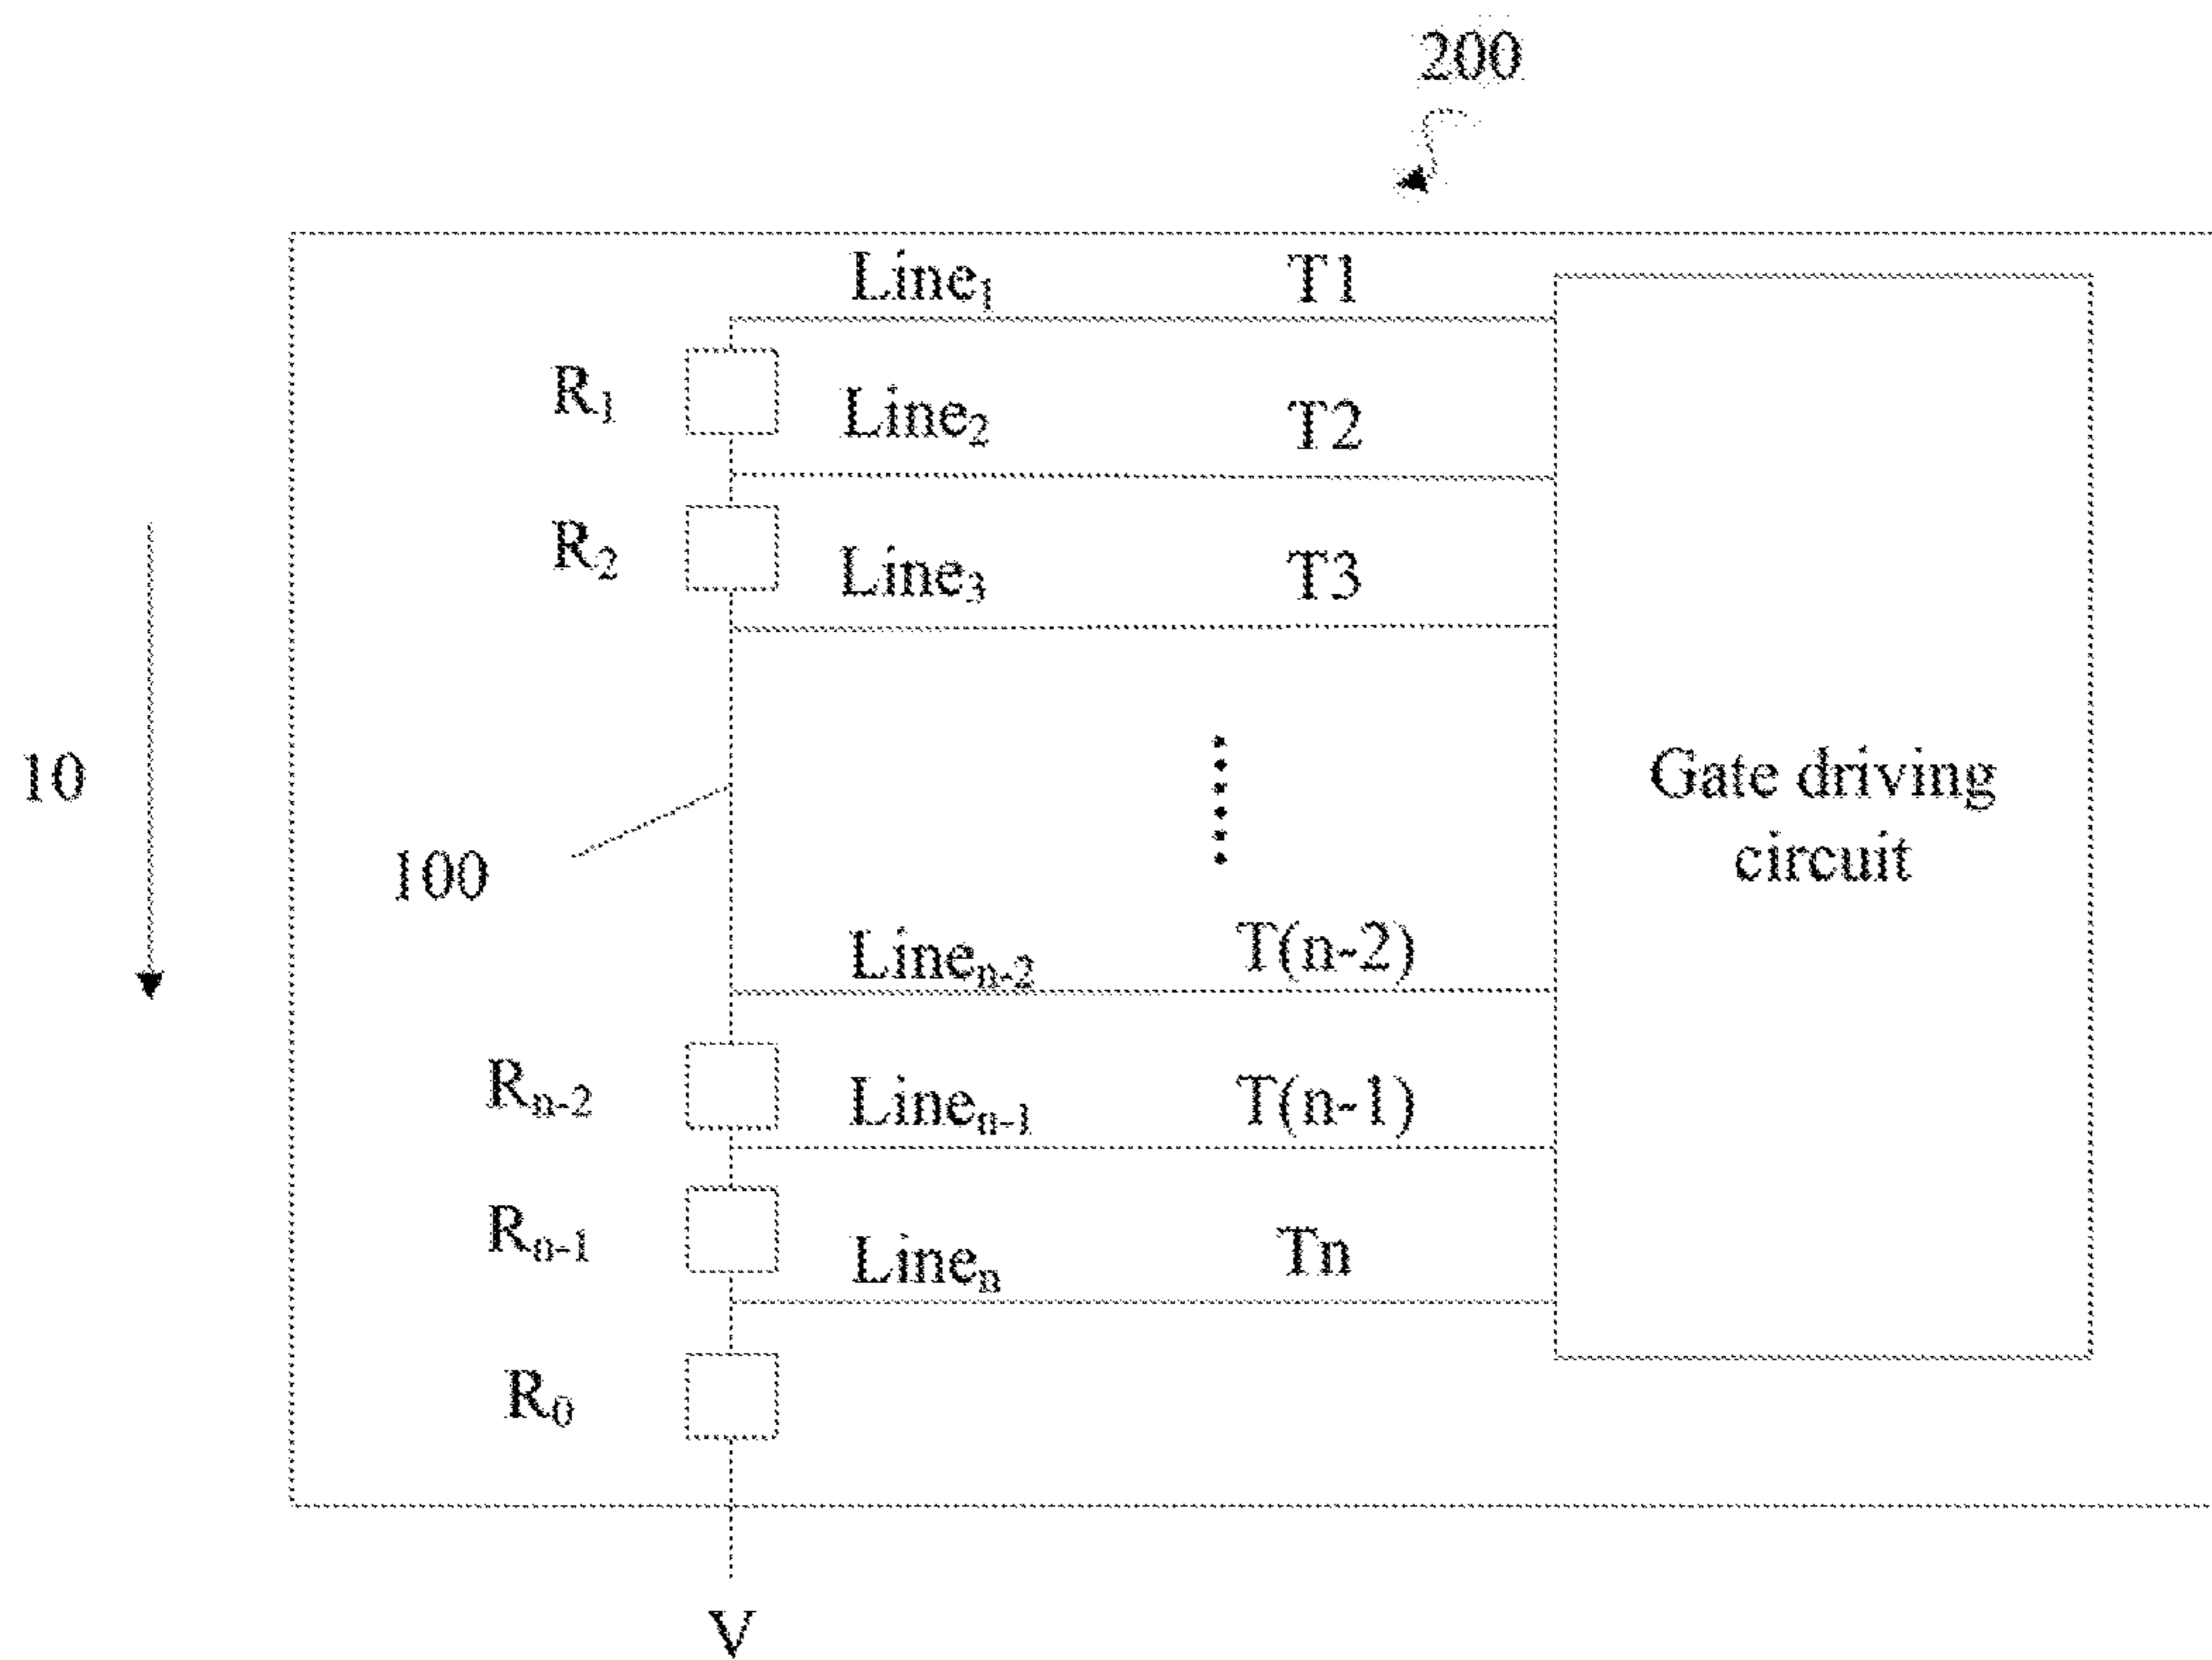 200
Line₁ T1
R₁
Line₂ T2
R₂
Line₃ T3
10
Gate driving
circuit
100
Lineₙ₋₂ T(n-2)
Rₙ₋₂
Lineₙ₋₁ T(n-1)
Rₙ₋₁
Lineₙ Tn
R₀
V